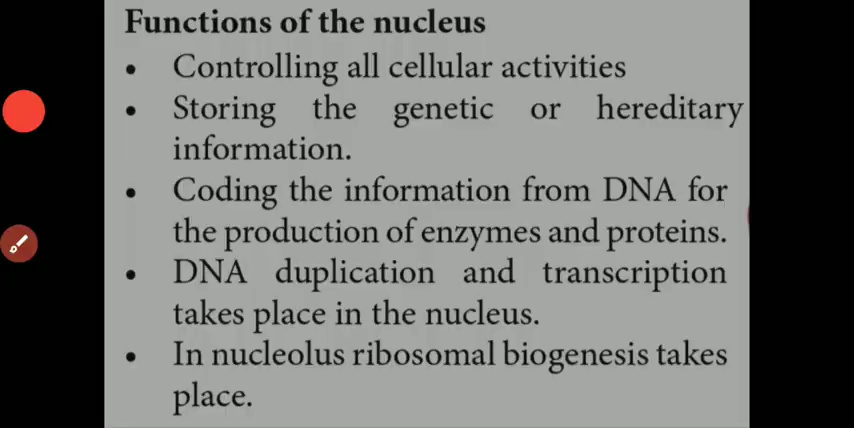 Functions of the nucleus
• Controlling all cellular activities
• Storing the genetic or hereditary
information.
• Coding the information from DNA for
the production of enzymes and proteins.
• DNA duplication and transcription
takes place in the nucleus.
• In nucleolus ribosomal biogenesis takes
place.